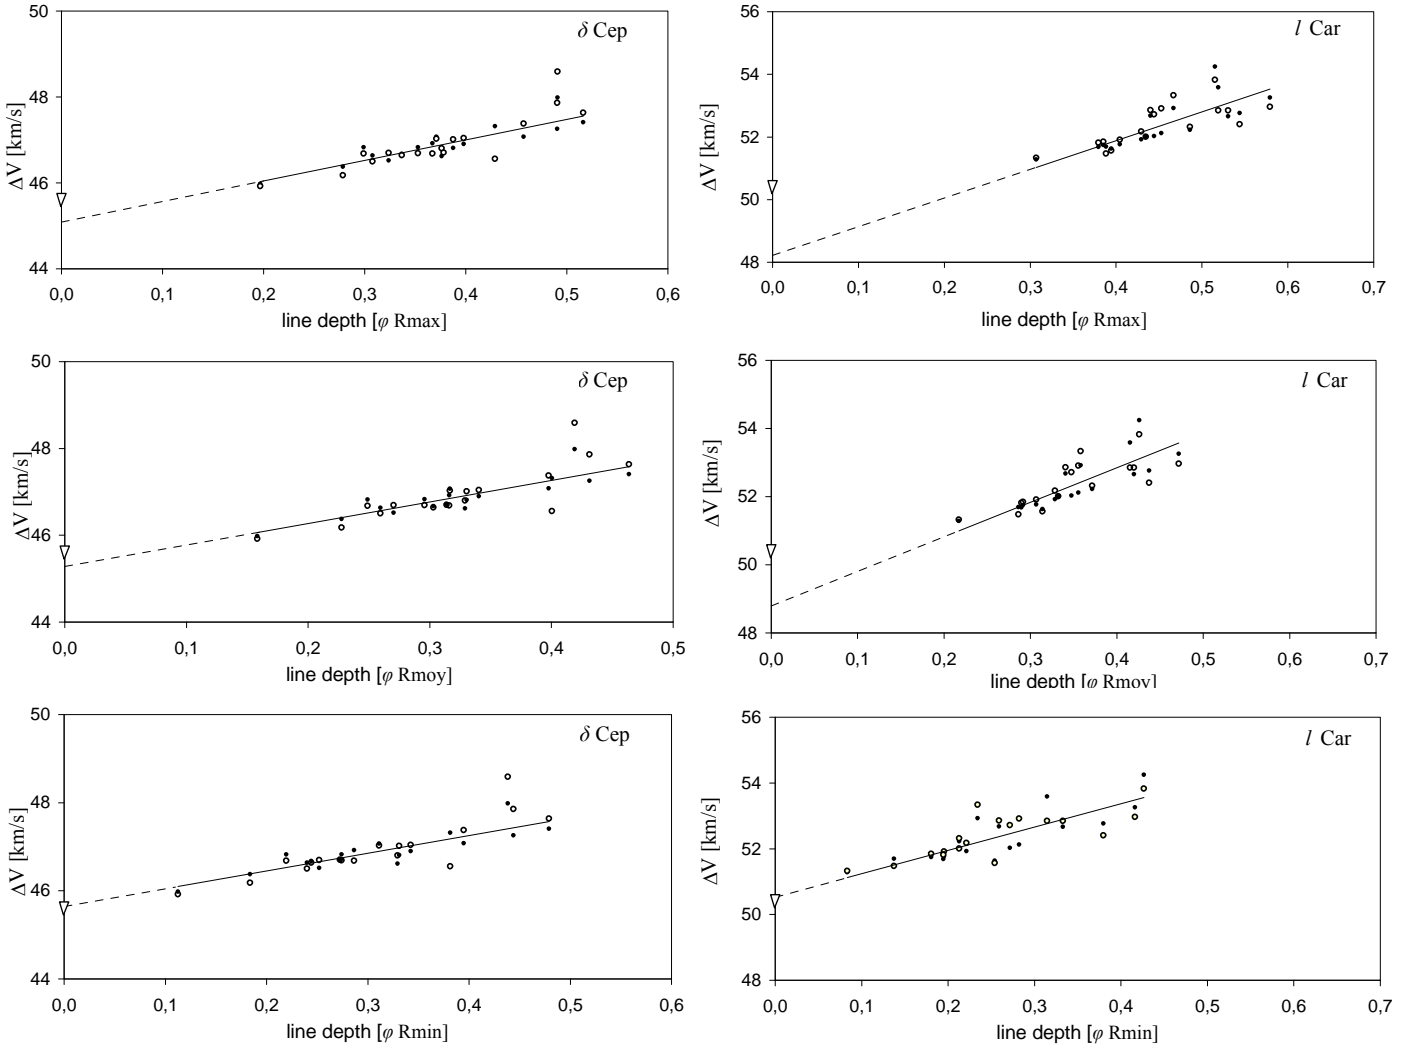 50
48
46
44
ΔV [km/s]
δ Cep
0,0 0,1 0,2 0,3 0,4 0,5 0,6
line depth [φ Rmax]
56
54
52
50
48
ΔV [km/s]
l Car
0,0 0,1 0,2 0,3 0,4 0,5 0,6 0,7
line depth [φ Rmax]
50
48
46
44
ΔV [km/s]
δ Cep
0,0 0,1 0,2 0,3 0,4 0,5
line depth [φ Rmoy]
56
54
52
50
48
ΔV [km/s]
l Car
0,0 0,1 0,2 0,3 0,4 0,5 0,6 0,7
line depth [φ Rmoy]
50
48
46
44
ΔV [km/s]
δ Cep
0,0 0,1 0,2 0,3 0,4 0,5 0,6
line depth [φ Rmin]
56
54
52
50
48
ΔV [km/s]
l Car
0,0 0,1 0,2 0,3 0,4 0,5 0,6 0,7
line depth [φ Rmin]